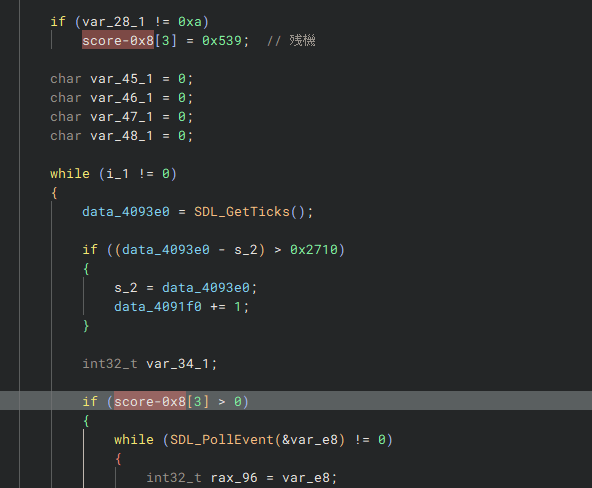 if (var_28_1 != 0xa)
score-0x8[3] = 0x539;  // 残機
char var_45_1 = 0;
char var_46_1 = 0;
char var_47_1 = 0;
char var_48_1 = 0;
while (i_1 != 0)
{
data_4093e0 = SDL_GetTicks();
if ((data_4093e0 - s_2) > 0x2710)
{
s_2 = data_4093e0;
data_4091f0 += 1;
}
int32_t var_34_1;
if (score-0x8[3] > 0)
{
while (SDL_PollEvent(&var_e8) != 0)
{
int32_t rax_96 = var_e8;